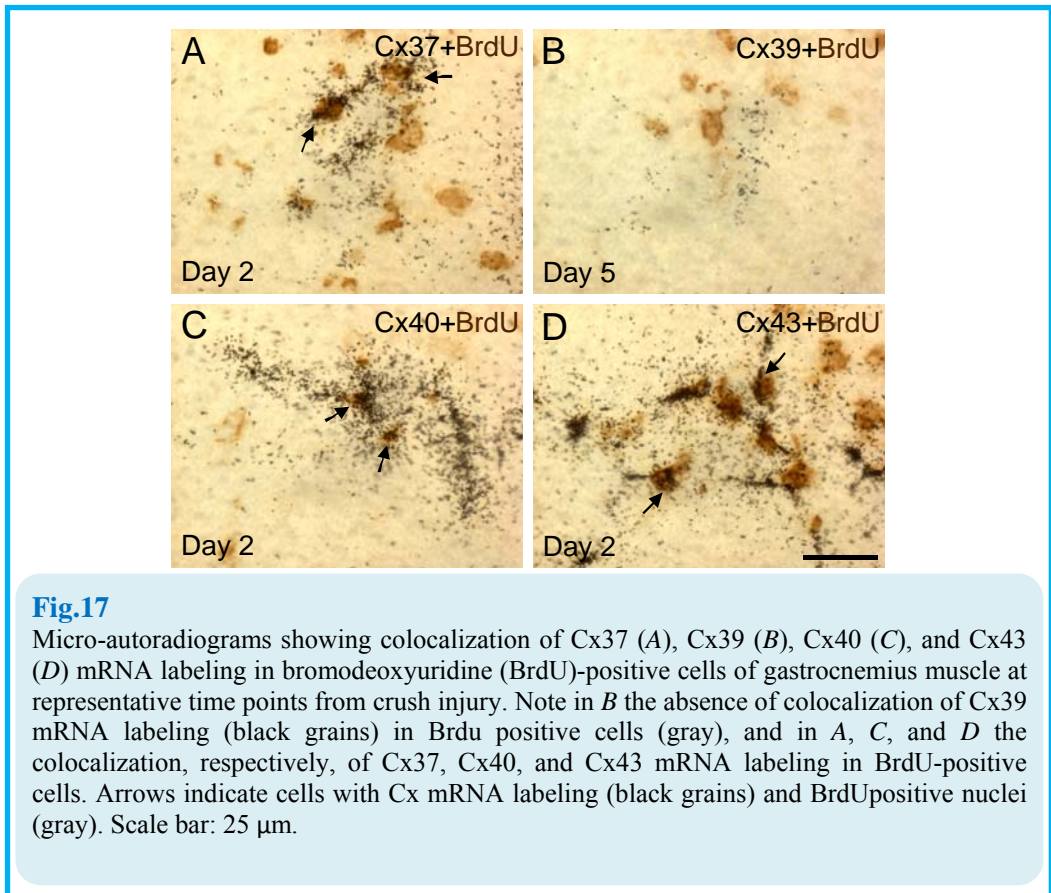 A Cx37+BrdU
Day 2
B Cx39+BrdU
Day 5
C Cx40+BrdU
Day 2
D Cx43+BrdU
Day 2
Fig.17
Micro-autoradiograms showing colocalization of Cx37 (A), Cx39 (B), Cx40 (C), and Cx43
(D) mRNA labeling in bromodeoxyuridine (BrdU)-positive cells of gastrocnemius muscle at
representative time points from crush injury. Note in B the absence of colocalization of Cx39
mRNA labeling (black grains) in Brdu positive cells (gray), and in A, C, and D the
colocalization, respectively, of Cx37, Cx40, and Cx43 mRNA labeling in BrdU-positive
cells. Arrows indicate cells with Cx mRNA labeling (black grains) and BrdUpositive nuclei
(gray). Scale bar: 25 μm.